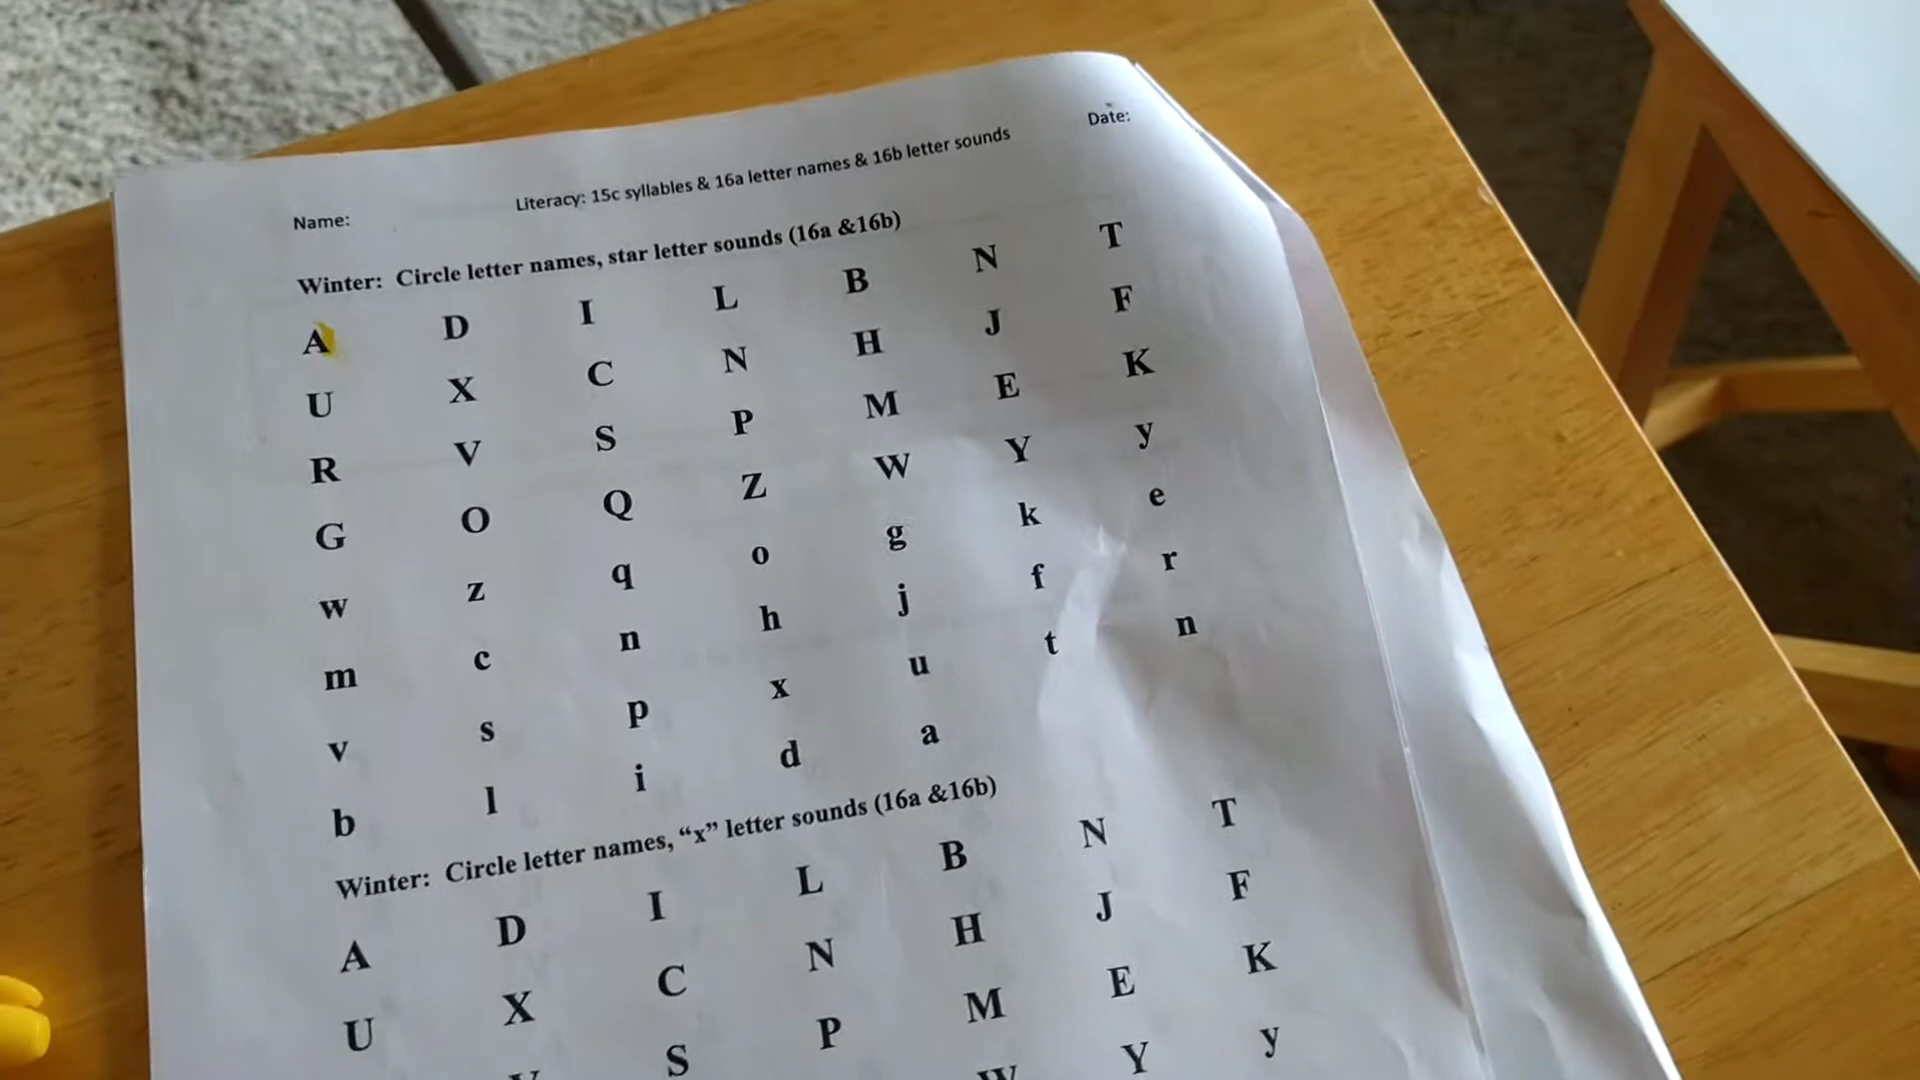 Name:
Literacy: 15c syllables & 16a letter names & 16b letter sounds
Date:
Winter: Circle letter names, star letter sounds (16a &16b)
A D I L B N T
U X C N H J F
R V S P M E K
G O Q Z W Y y
w z q o g k e
m c n h j f r
v s p x u t n
b l i d a
Winter: Circle letter names, “x” letter sounds (16a &16b)
A D I L B N T
U X C N H J F
V S P M E K
W Y y